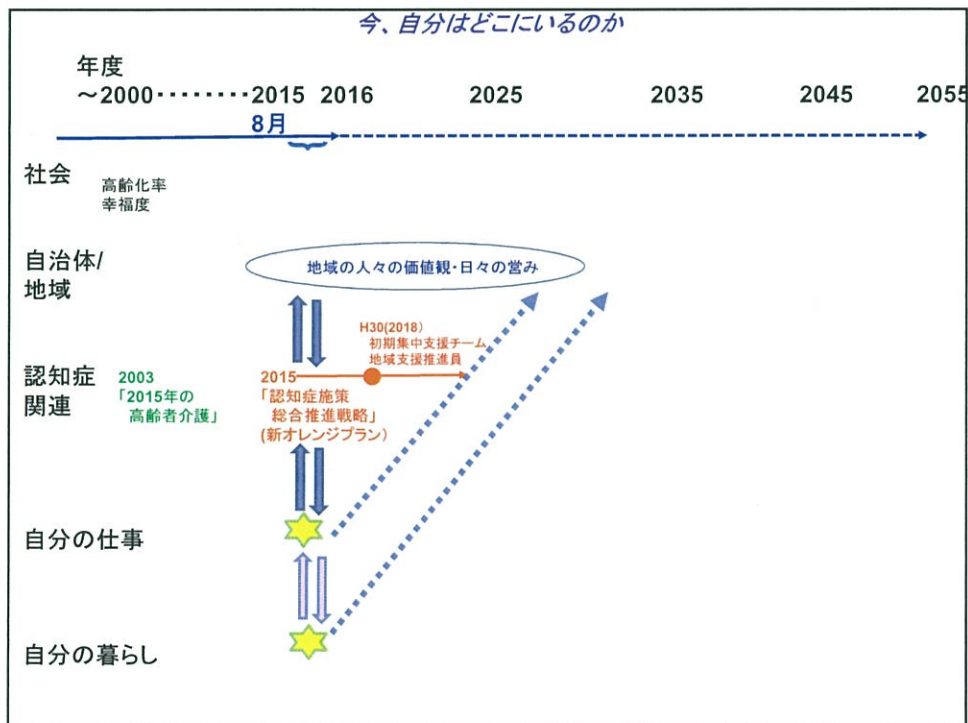 今、自分はどこにいるのか
年度
～2000・・・・・・・・・2015 2016 2025 2035 2045 2055
8月
社会
高齢化率
幸福度
自治体/
地域
地域の人々の価値観・日々の営み
H30(2018)
初期集中支援チーム
地域支援推進員
認知症
関連
2003
「2015年の
高齢者介護」
2015
「認知症施策
総合推進戦略」
(新オレンジプラン)
自分の仕事
自分の暮らし